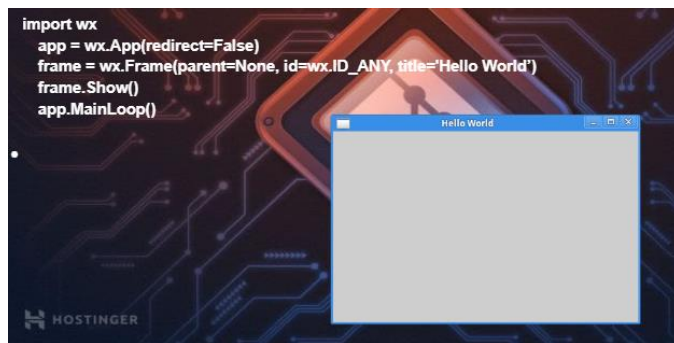 import wx
app = wx.App(redirect=False)
frame = wx.Frame(parent=None, id=wx.ID_ANY, title='Hello World')
frame.Show()
app.MainLoop()
Hello World
HOSTINGER